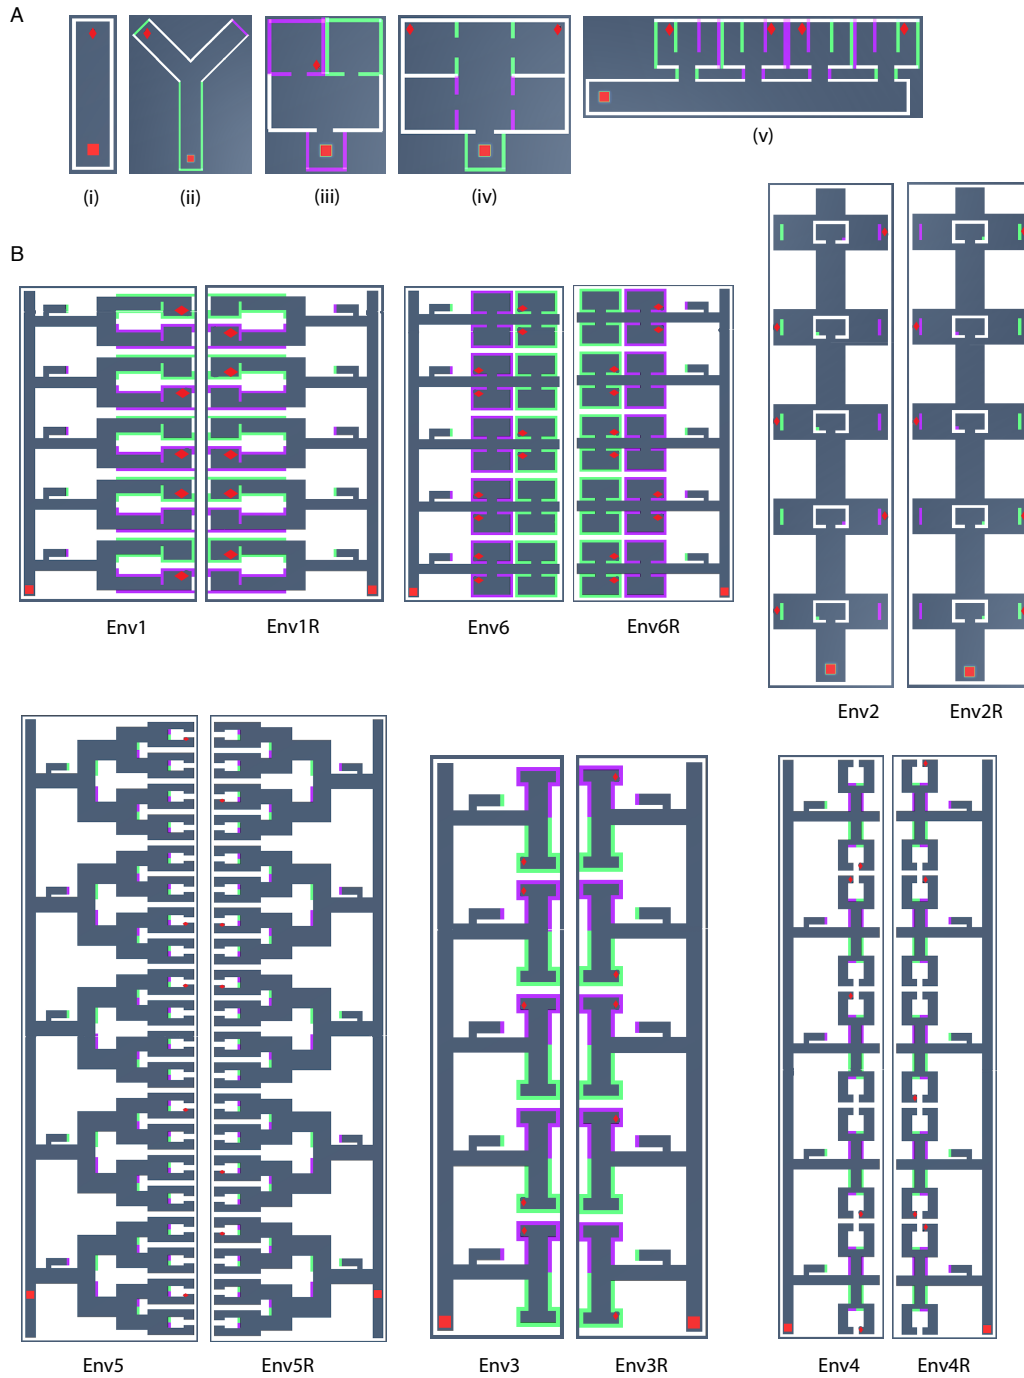 A
(i)
(ii)
(iii)
(iv)
(v)
B
Env1
Env1R
Env6
Env6R
Env2
Env2R
Env5
Env5R
Env3
Env3R
Env4
Env4R